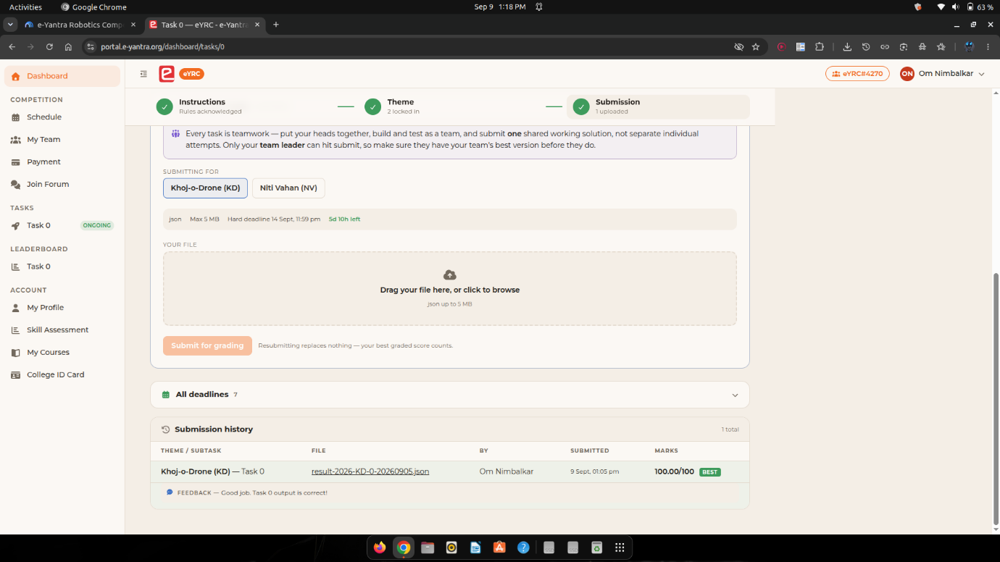 Activities
Google Chrome
Sep 9 1:18 PM
63 %
e-Yantra Robotics Comp
Task 0 — eYRC - e-Yantra
portal.e-yantra.org/dashboard/tasks/0
Dashboard
COMPETITION
Schedule
My Team
Payment
Join Forum
TASKS
Task 0 ONGOING
LEADERBOARD
Task 0
ACCOUNT
My Profile
Skill Assessment
My Courses
College ID Card
eYRC
eYRC#4270
ON
Om Nimbalkar
Instructions
Rules acknowledged
Theme
2 locked in
Submission
1 uploaded
Every task is teamwork — put your heads together, build and test as a team, and submit one shared working solution, not separate individual
attempts. Only your team leader can hit submit, so make sure they have your team's best version before they do.
SUBMITTING FOR
Khoj-o-Drone (KD)
Niti Vahan (NV)
json Max 5 MB Hard deadline 14 Sept, 11:59 pm 5d 10h left
YOUR FILE
Drag your file here, or click to browse
json up to 5 MB
Submit for grading
Resubmitting replaces nothing — your best graded score counts.
All deadlines 7
Submission history
1 total
THEME / SUBTASK FILE BY SUBMITTED MARKS
Khoj-o-Drone (KD) — Task 0 result-2026-KD-0-20260905.json Om Nimbalkar 9 Sept, 01:05 pm 100.00/100 BEST
FEEDBACK — Good job. Task 0 output is correct!